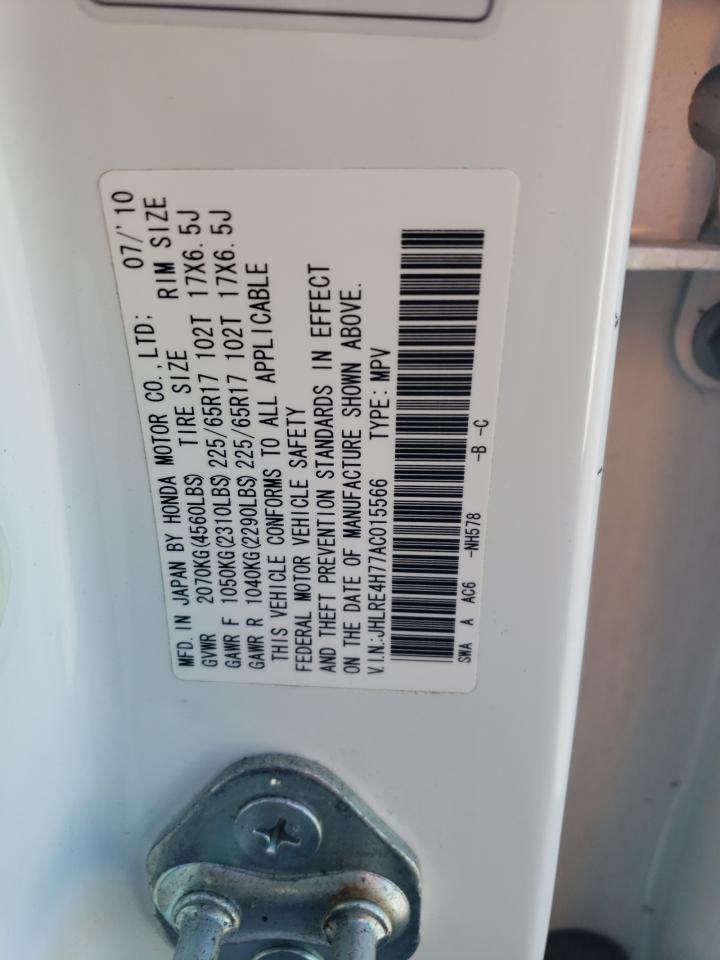 MFD. IN JAPAN BY HONDA MOTOR CO., LTD: 07/'10
GVWR 2070KG(4560LBS) TIRE SIZE RIM SIZE
GAWR F 1050KG(2310LBS) 225/65R17 102T 17X6.5J
GAWR R 1040KG(2290LBS) 225/65R17 102T 17X6.5J
THIS VEHICLE CONFORMS TO ALL APPLICABLE
FEDERAL MOTOR VEHICLE SAFETY
AND THEFT PREVENTION STANDARDS IN EFFECT
ON THE DATE OF MANUFACTURE SHOWN ABOVE.
V.I.N:JHLRE4H77AC015566 TYPE:MPV
SWA A AC6 -NH578 -B -C